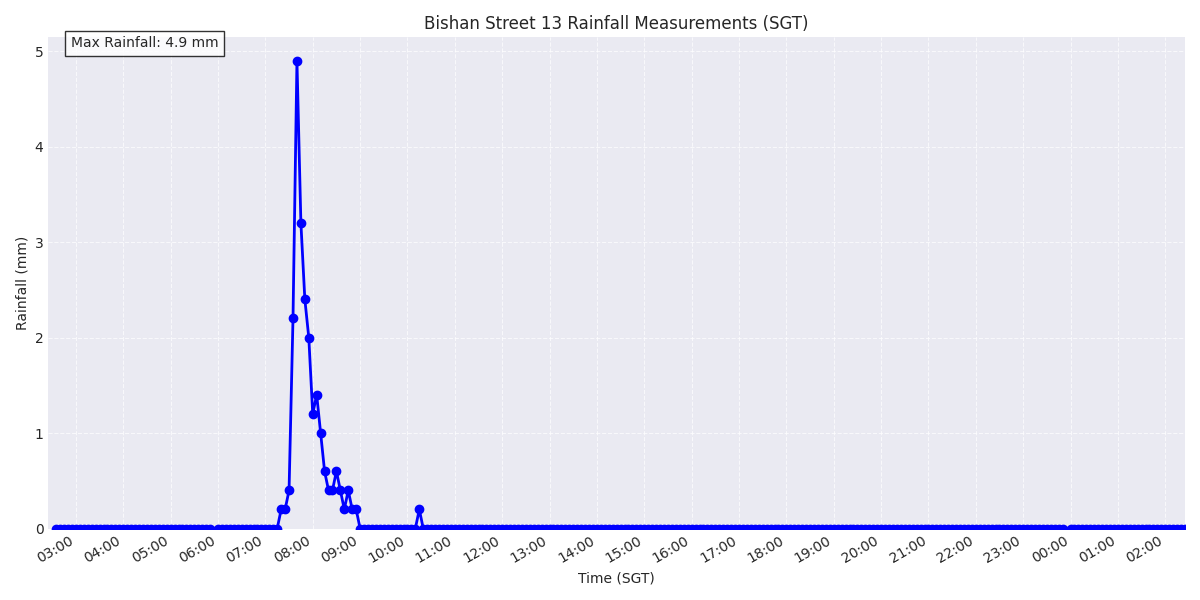 Bishan Street 13 Rainfall Measurements (SGT)
Max Rainfall: 4.9 mm
Rainfall (mm)
5
4
3
2
1
0
03:00 04:00 05:00 06:00 07:00 08:00 09:00 10:00 11:00 12:00 13:00 14:00 15:00 16:00 17:00 18:00 19:00 20:00 21:00 22:00 23:00 00:00 01:00 02:00
Time (SGT)